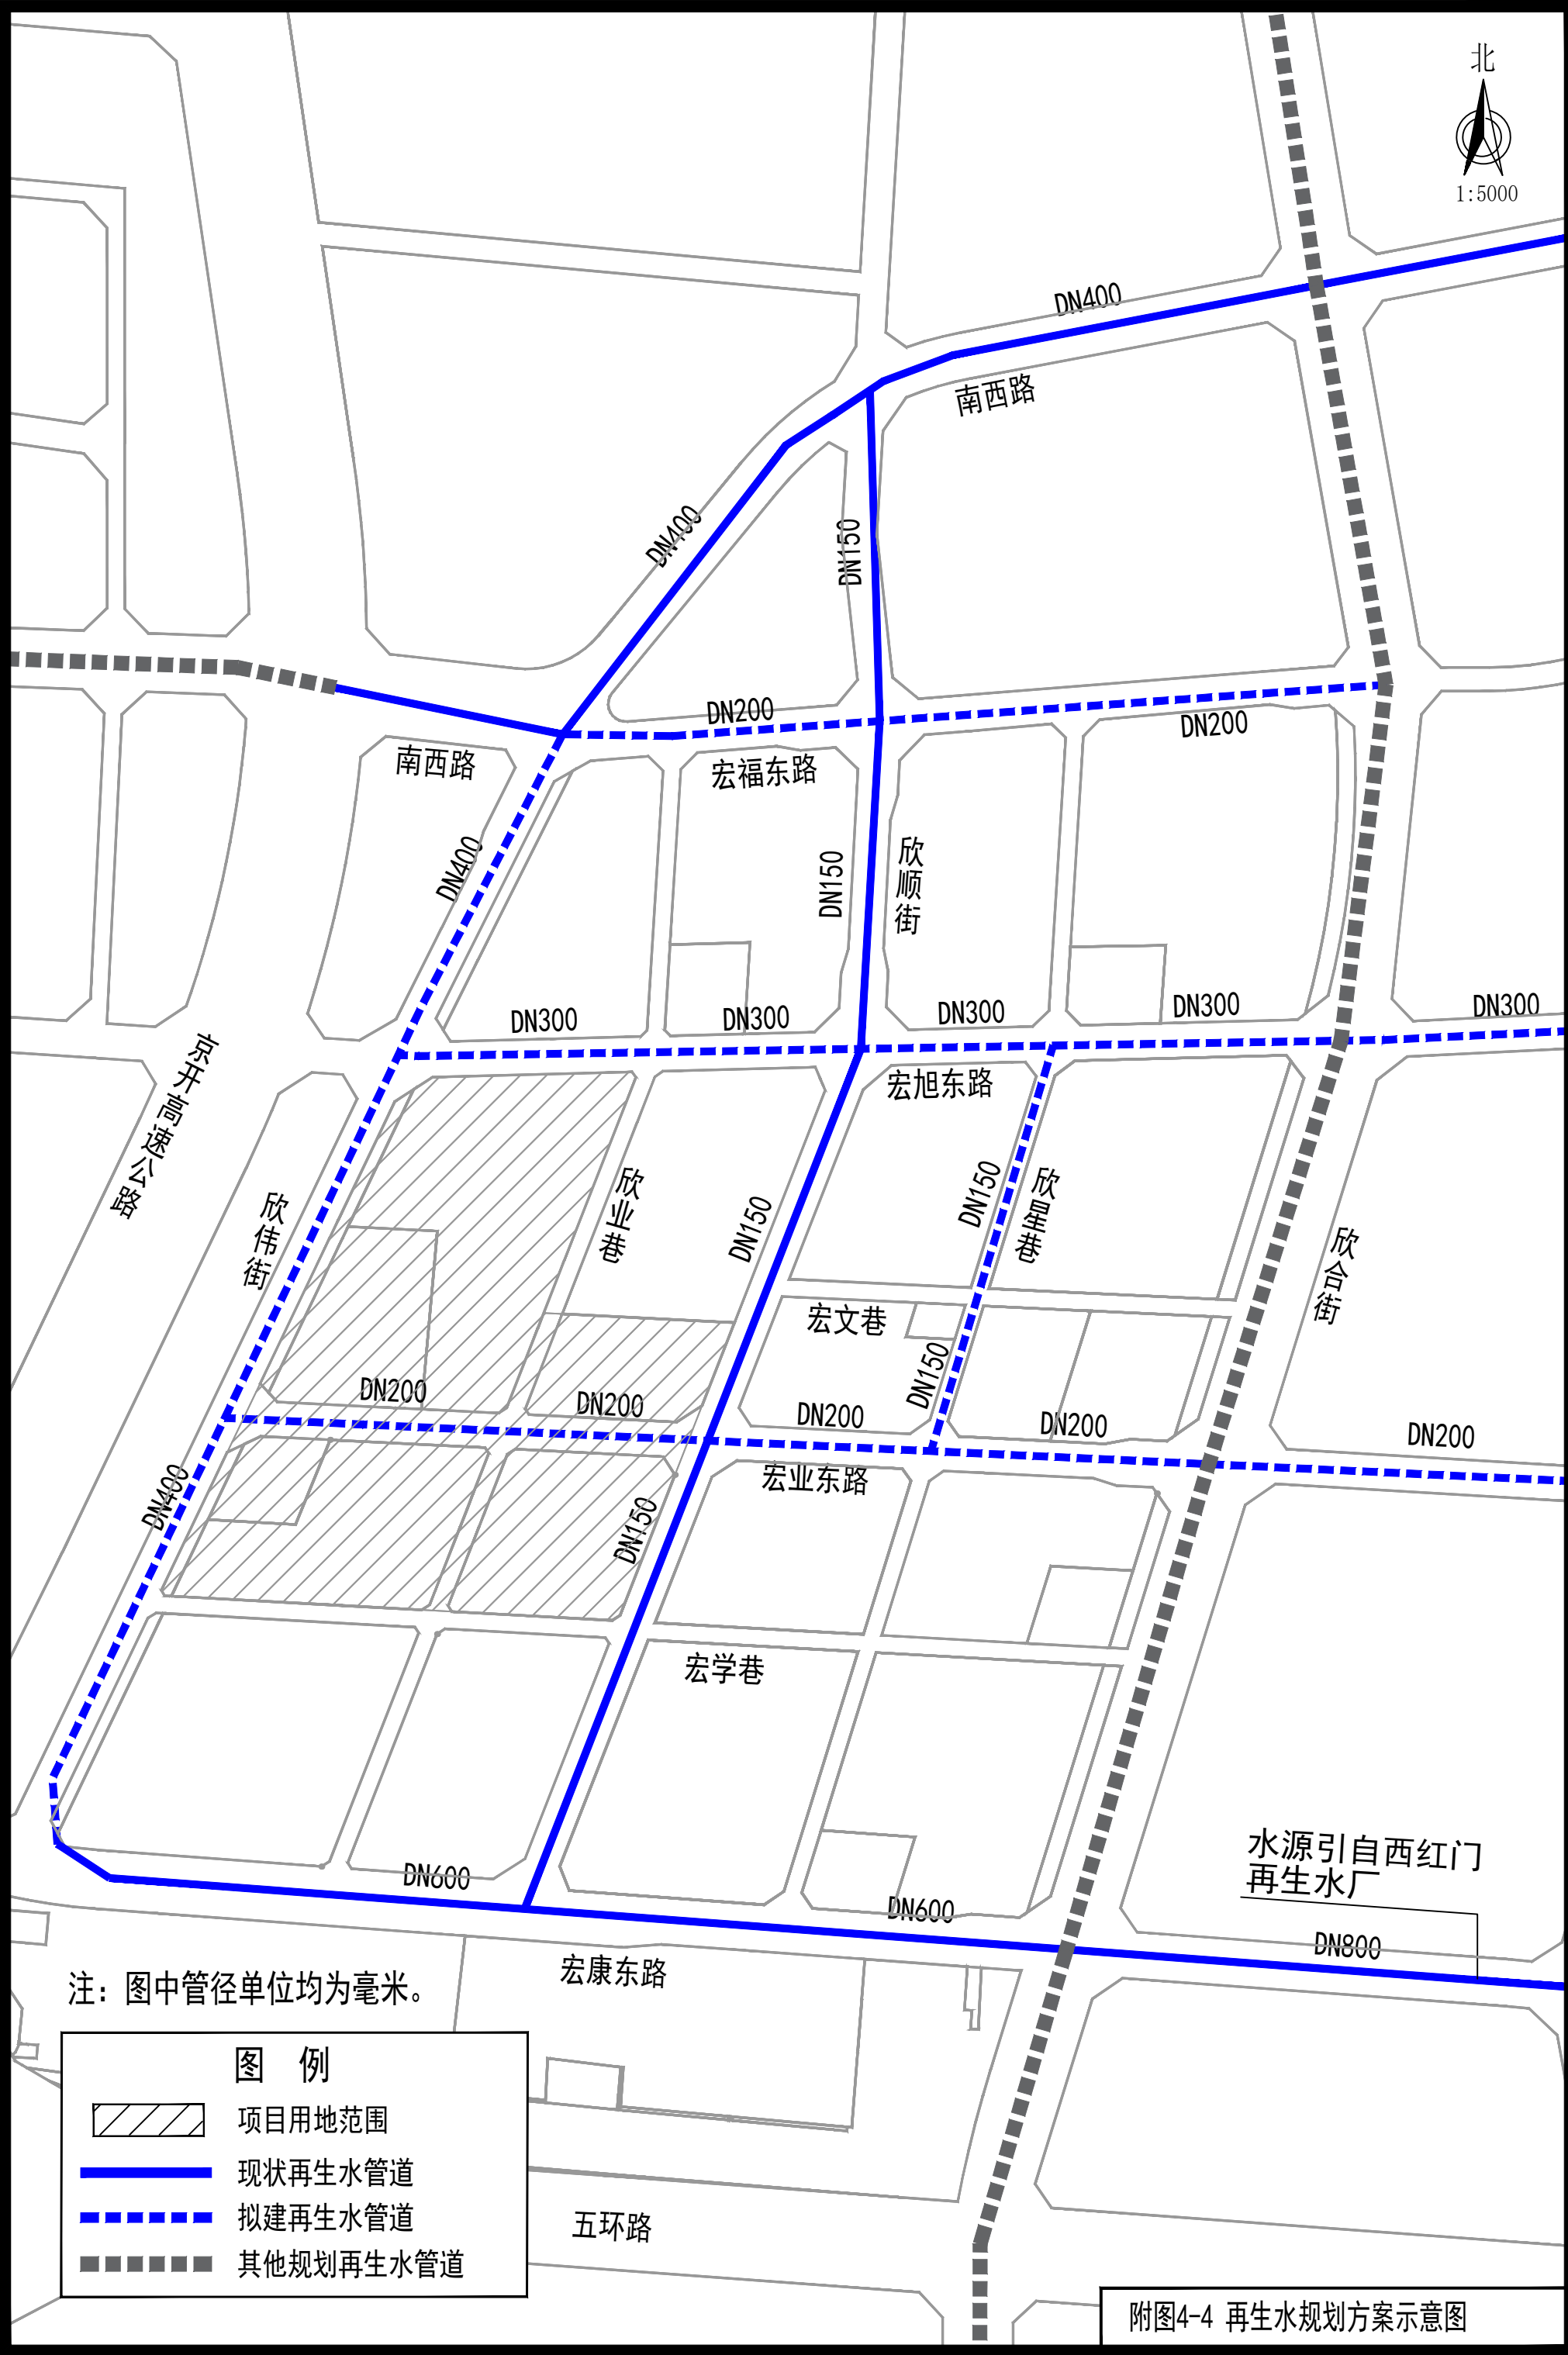 北
1:5000
DN400
南西路
DN400
DN150
DN200
DN200
南西路
宏福东路
DN400
DN150
欣顺街
DN300
DN300
DN300
DN300
DN300
京开高速公路
宏旭东路
欣伟街
欣业巷
DN150
DN150
欣星巷
欣合街
宏文巷
DN150
DN200
DN200
DN200
DN200
DN200
宏业东路
DN400
DN150
宏学巷
水源引自西红门
再生水厂
DN600
DN600
DN800
宏康东路
注：图中管径单位均为毫米。
图 例
项目用地范围
现状再生水管道
拟建再生水管道
其他规划再生水管道
五环路
附图4-4 再生水规划方案示意图